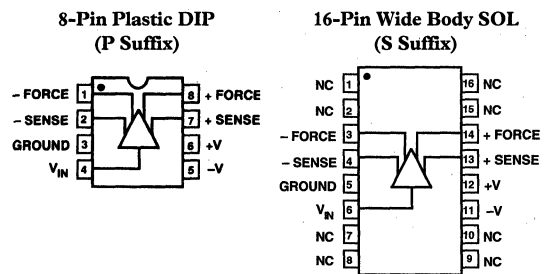 8-Pin Plastic DIP
(P Suffix)
- FORCE 1
8 + FORCE
- SENSE 2
7 + SENSE
GROUND 3
6 +V
VIN 4
5 -V
16-Pin Wide Body SOL
(S Suffix)
NC 1
16 NC
NC 2
15 NC
- FORCE 3
14 + FORCE
- SENSE 4
13 + SENSE
GROUND 5
12 +V
VIN 6
11 -V
NC 7
10 NC
NC 8
9 NC